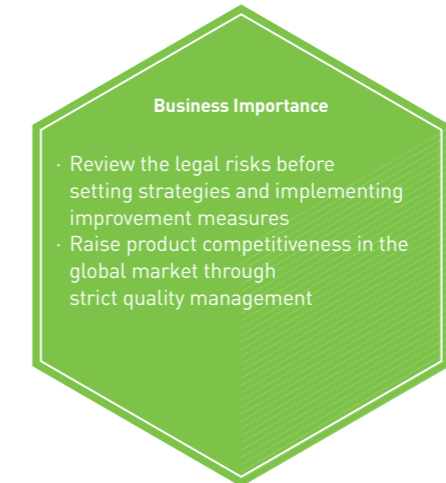 Business Importance
· Review the legal risks before
setting strategies and implementing
improvement measures
· Raise product competitiveness in the
global market through
strict quality management